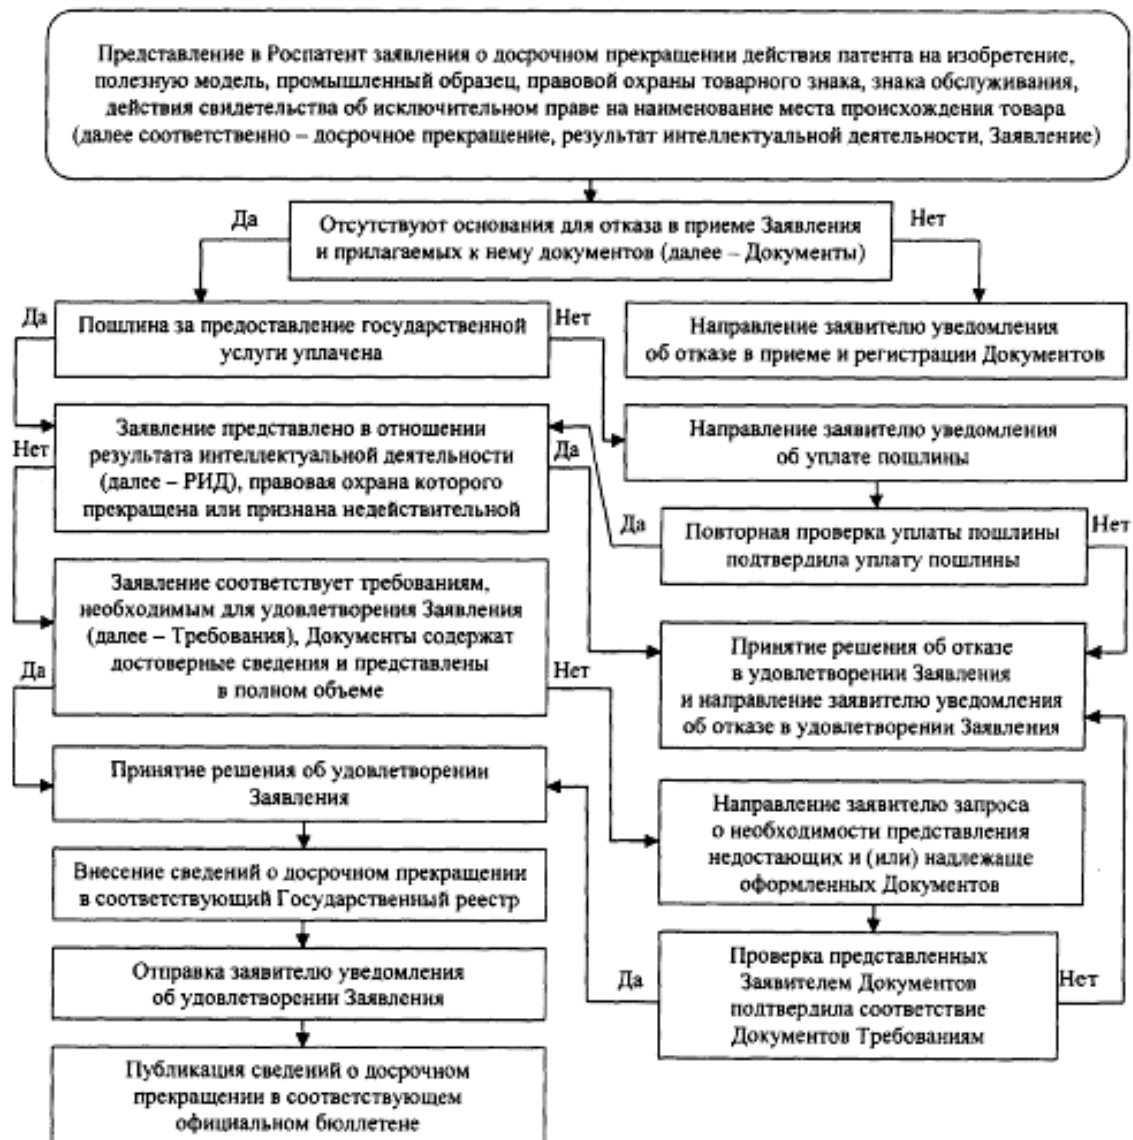 Представление в Роспатент заявления о досрочном прекращении действия патента на изобретение,
полезную модель, промышленный образец, правовой охраны товарного знака, знака обслуживания,
действия свидетельства об исключительном праве на наименование места происхождения товара
(далее соответственно – досрочное прекращение, результат интеллектуальной деятельности, Заявление)
Да
Отсутствуют основания для отказа в приеме Заявления
и прилагаемых к нему документов (далее – Документы)
Нет
Да
Пошлина за предоставление государственной
услуги уплачена
Нет
Направление заявителю уведомления
об отказе в приеме и регистрации Документов
Нет
Заявление представлено в отношении
результата интеллектуальной деятельности
(далее – РИД), правовая охрана которого
прекращена или признана недействительной
Да
Направление заявителю уведомления
об уплате пошлины
Да
Повторная проверка уплаты пошлины
подтвердила уплату пошлины
Нет
Да
Заявление соответствует требованиям,
необходимым для удовлетворения Заявления
(далее – Требования), Документы содержат
достоверные сведения и представлены
в полном объеме
Нет
Принятие решения об отказе
в удовлетворении Заявления
и направление заявителю уведомления
об отказе в удовлетворении Заявления
Принятие решения об удовлетворении
Заявления
Направление заявителю запроса
о необходимости представления
недостающих и (или) надлежаще
оформленных Документов
Внесение сведений о досрочном прекращении
в соответствующий Государственный реестр
Отправка заявителю уведомления
об удовлетворении Заявления
Да
Проверка представленных
Заявителем Документов
подтвердила соответствие
Документов Требованиям
Нет
Публикация сведений о досрочном
прекращении в соответствующем
официальном бюллетене